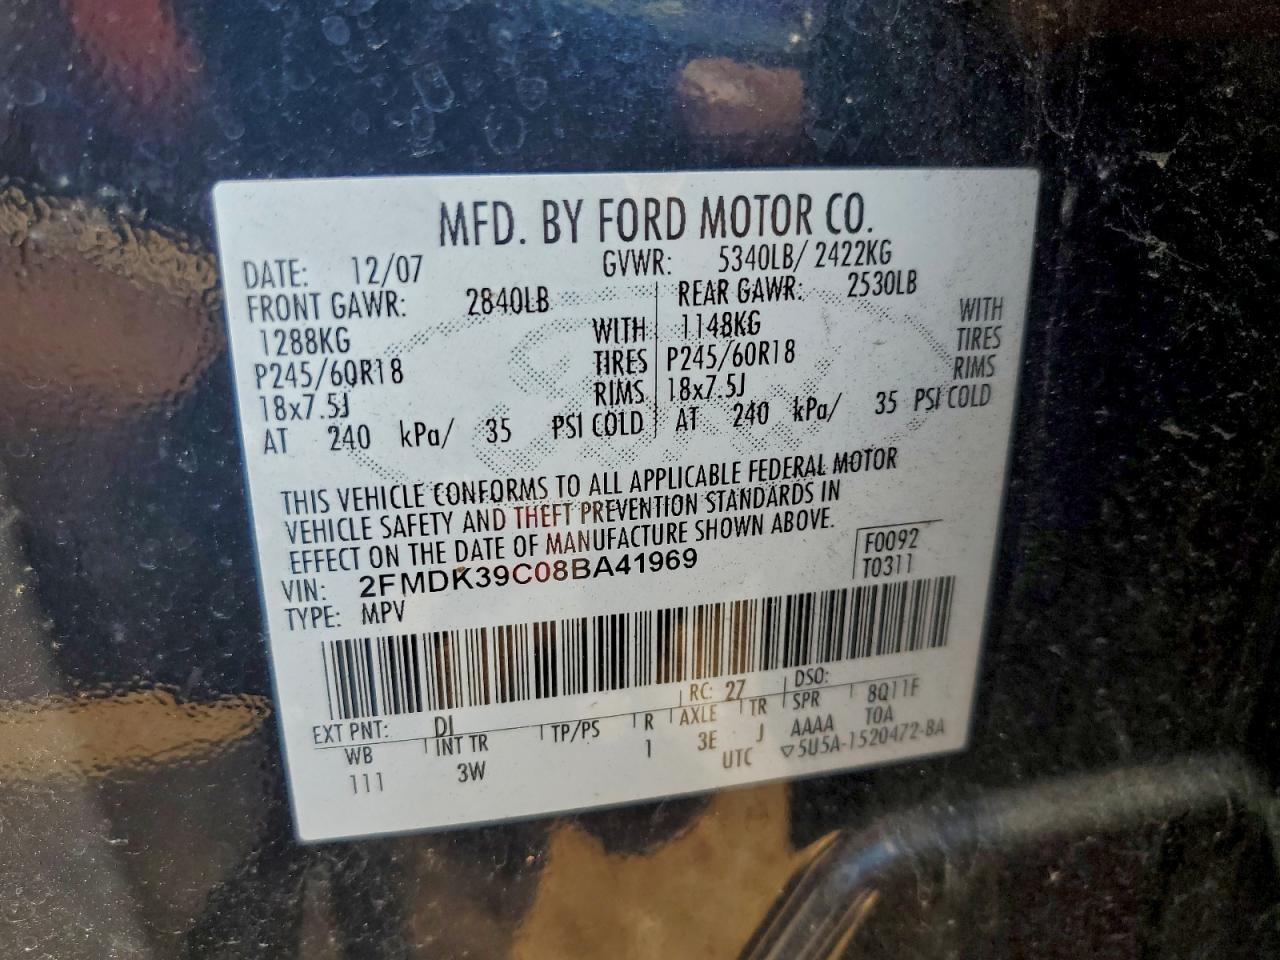 MFD. BY FORD MOTOR CO.
DATE: 12/07 GVWR: 5340LB/ 2422KG
FRONT GAWR: 2840LB REAR GAWR: 2530LB
1288KG WITH 1148KG WITH
P245/60R18 TIRES P245/60R18 TIRES
18x7.5J RIMS 18x7.5J RIMS
AT 240 kPa/ 35 PSI COLD AT 240 kPa/ 35 PSI COLD
THIS VEHICLE CONFORMS TO ALL APPLICABLE FEDERAL MOTOR
VEHICLE SAFETY AND THEFT PREVENTION STANDARDS IN
EFFECT ON THE DATE OF MANUFACTURE SHOWN ABOVE.
VIN: 2FMDK39C08BA41969 F0092
TYPE: MPV T0311
EXT PNT: DJ RC: 27 DSO:
WB INT TR TP/PS R AXLE TR SPR 8Q11F
111 3W 1 3E J AAAA T0A
UTC ▽5U5A-1520472-BA